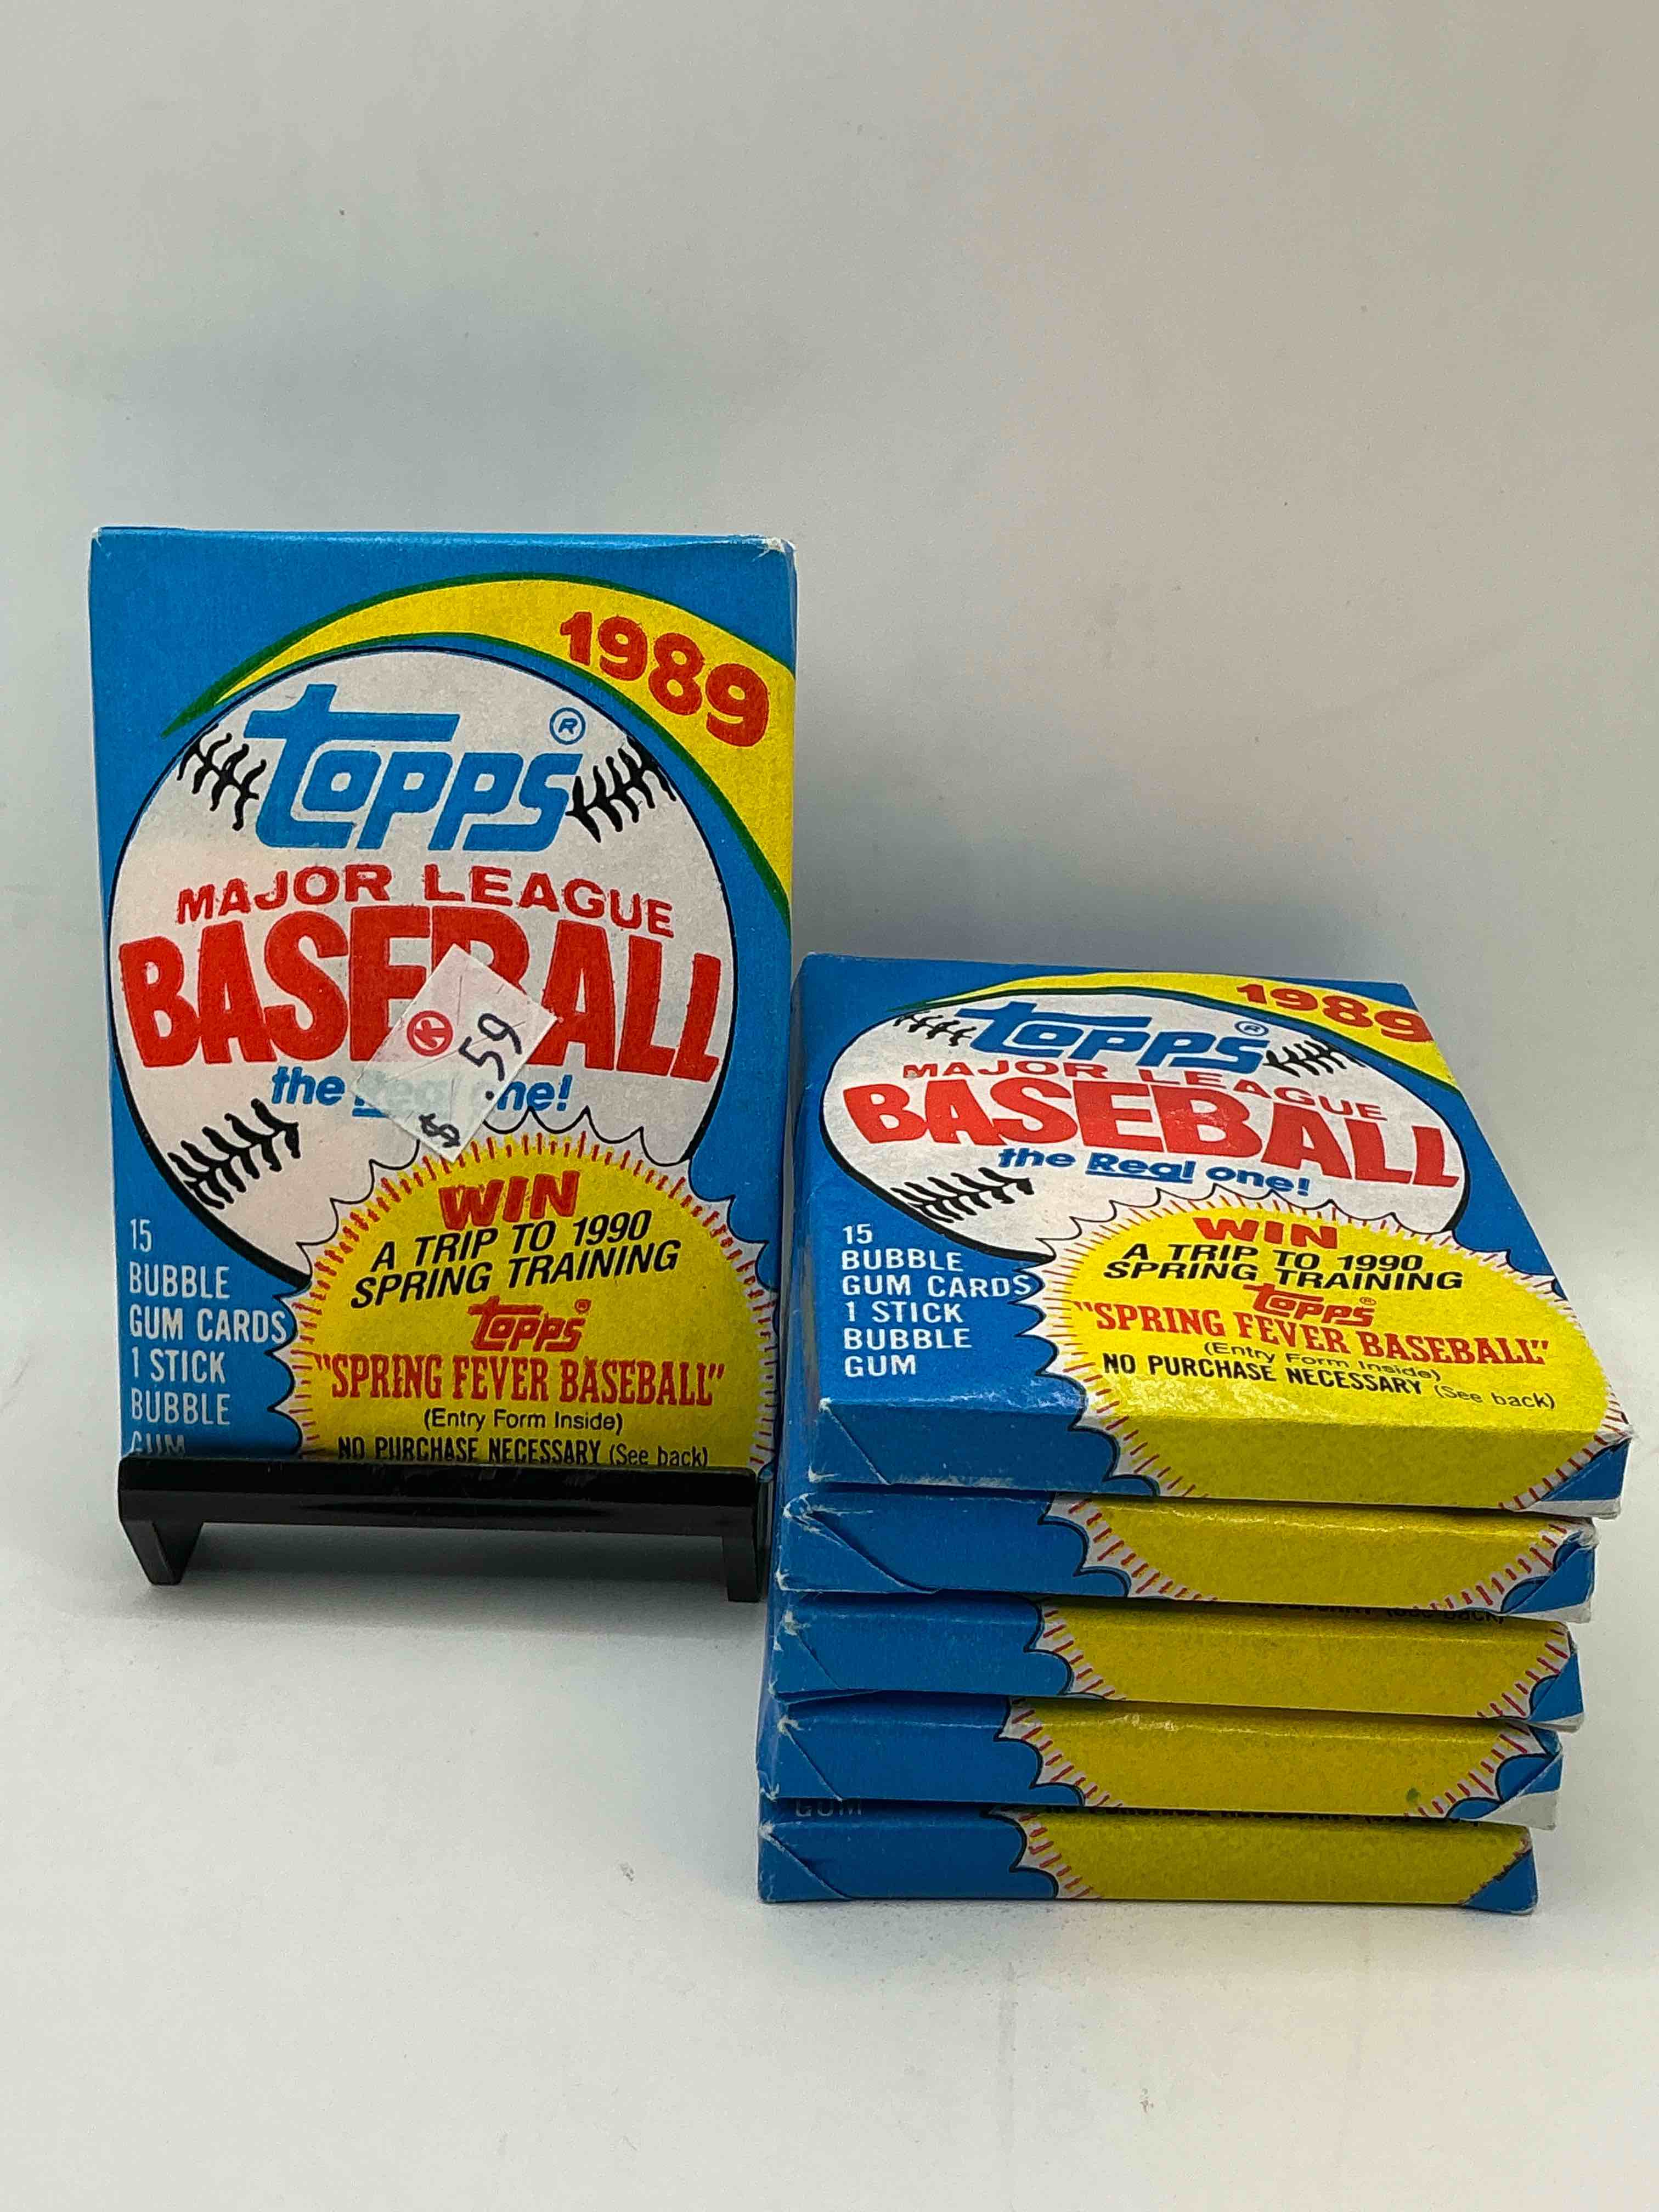 1989
Topps®
MAJOR LEAGUE
BASEBALL
the Real one!
K
$ .59
WIN
A TRIP TO 1990
SPRING TRAINING
Topps®
"SPRING FEVER BASEBALL"
(Entry Form Inside)
NO PURCHASE NECESSARY (See back)
15
BUBBLE
GUM CARDS
1 STICK
BUBBLE
GUM
1989
Topps®
MAJOR LEAGUE
BASEBALL
the Real one!
15
BUBBLE
GUM CARDS
1 STICK
BUBBLE
GUM
WIN
A TRIP TO 1990
SPRING TRAINING
Topps®
"SPRING FEVER BASEBALL"
(Entry Form Inside)
NO PURCHASE NECESSARY (See back)
(See back)
GUM